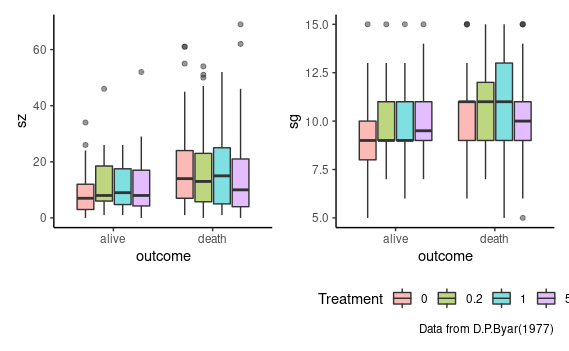 60
40
20
0
sz
alive death
outcome
15.0
12.5
10.0
7.5
5.0
sg
alive death
outcome
Treatment 0 0.2 1 5
Data from D.P.Byar(1977)